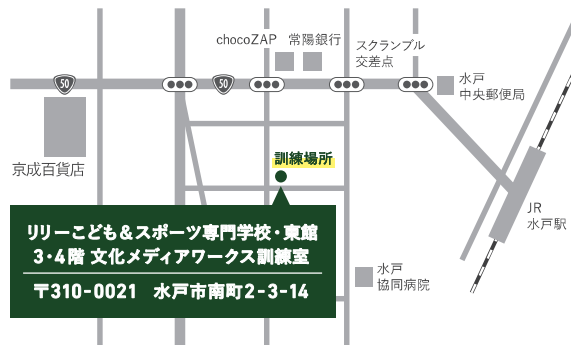 chocoZAP 常陽銀行
スクランブル
交差点
50
50
水戸
中央郵便局
京成百貨店
訓練場所
JR
水戸駅
リリーこども＆スポーツ専門学校・東館
3・4階 文化メディアワークス訓練室
〒310-0021 水戸市南町2-3-14
水戸
協同病院